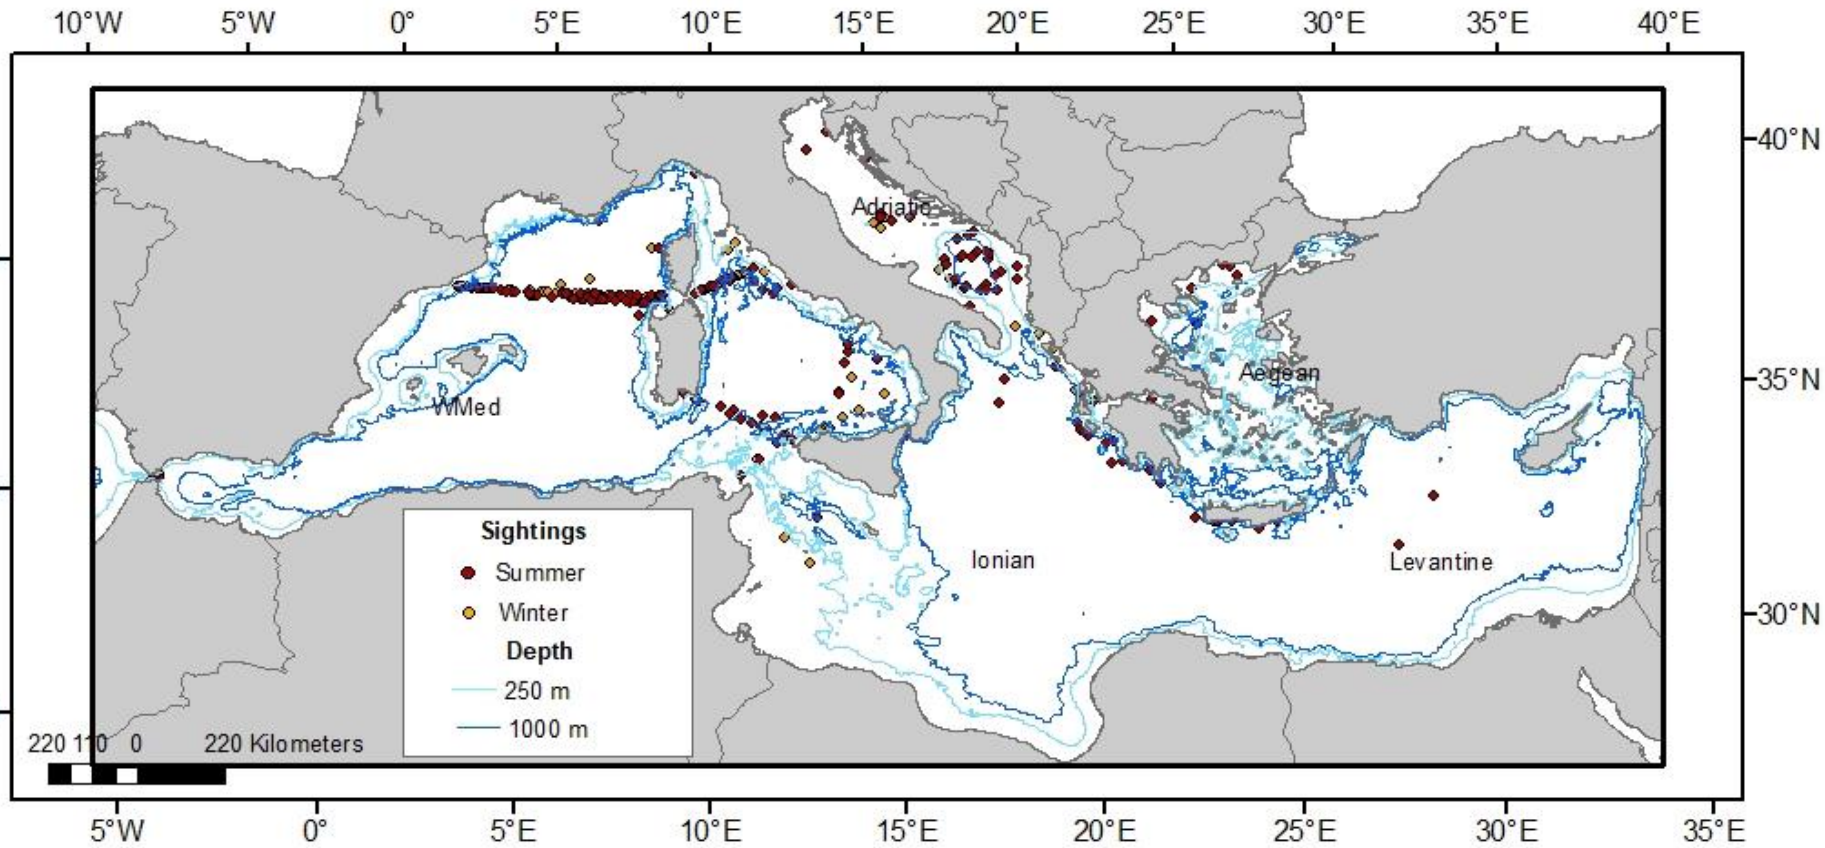 10°W 5°W 0° 5°E 10°E 15°E 20°E 25°E 30°E 35°E 40°E
40°N
Adriatic
Aegean
35°N
WMed
Sightings
Summer
Ionian
Levantine
Winter
30°N
Depth
250 m
1000 m
220 110 0 220 Kilometers
5°W 0° 5°E 10°E 15°E 20°E 25°E 30°E 35°E